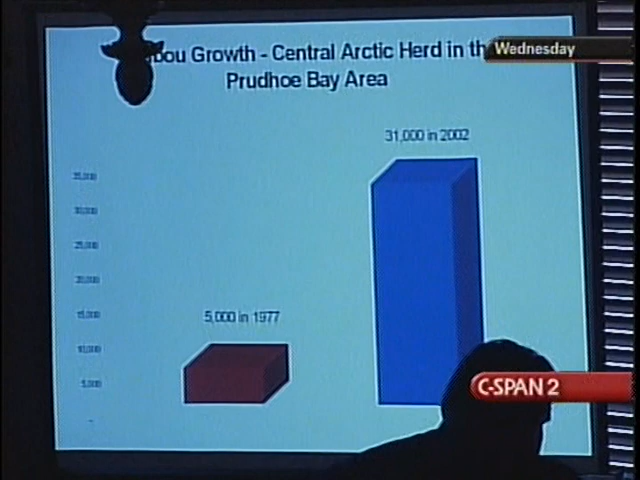 bou Growth - Central Arctic Herd in th
Wednesday
Prudhoe Bay Area
31,000 in 2002
35,000
30,000
25,000
20,000
5,000 in 1977
15,000
10,000
5,000
C-SPAN 2